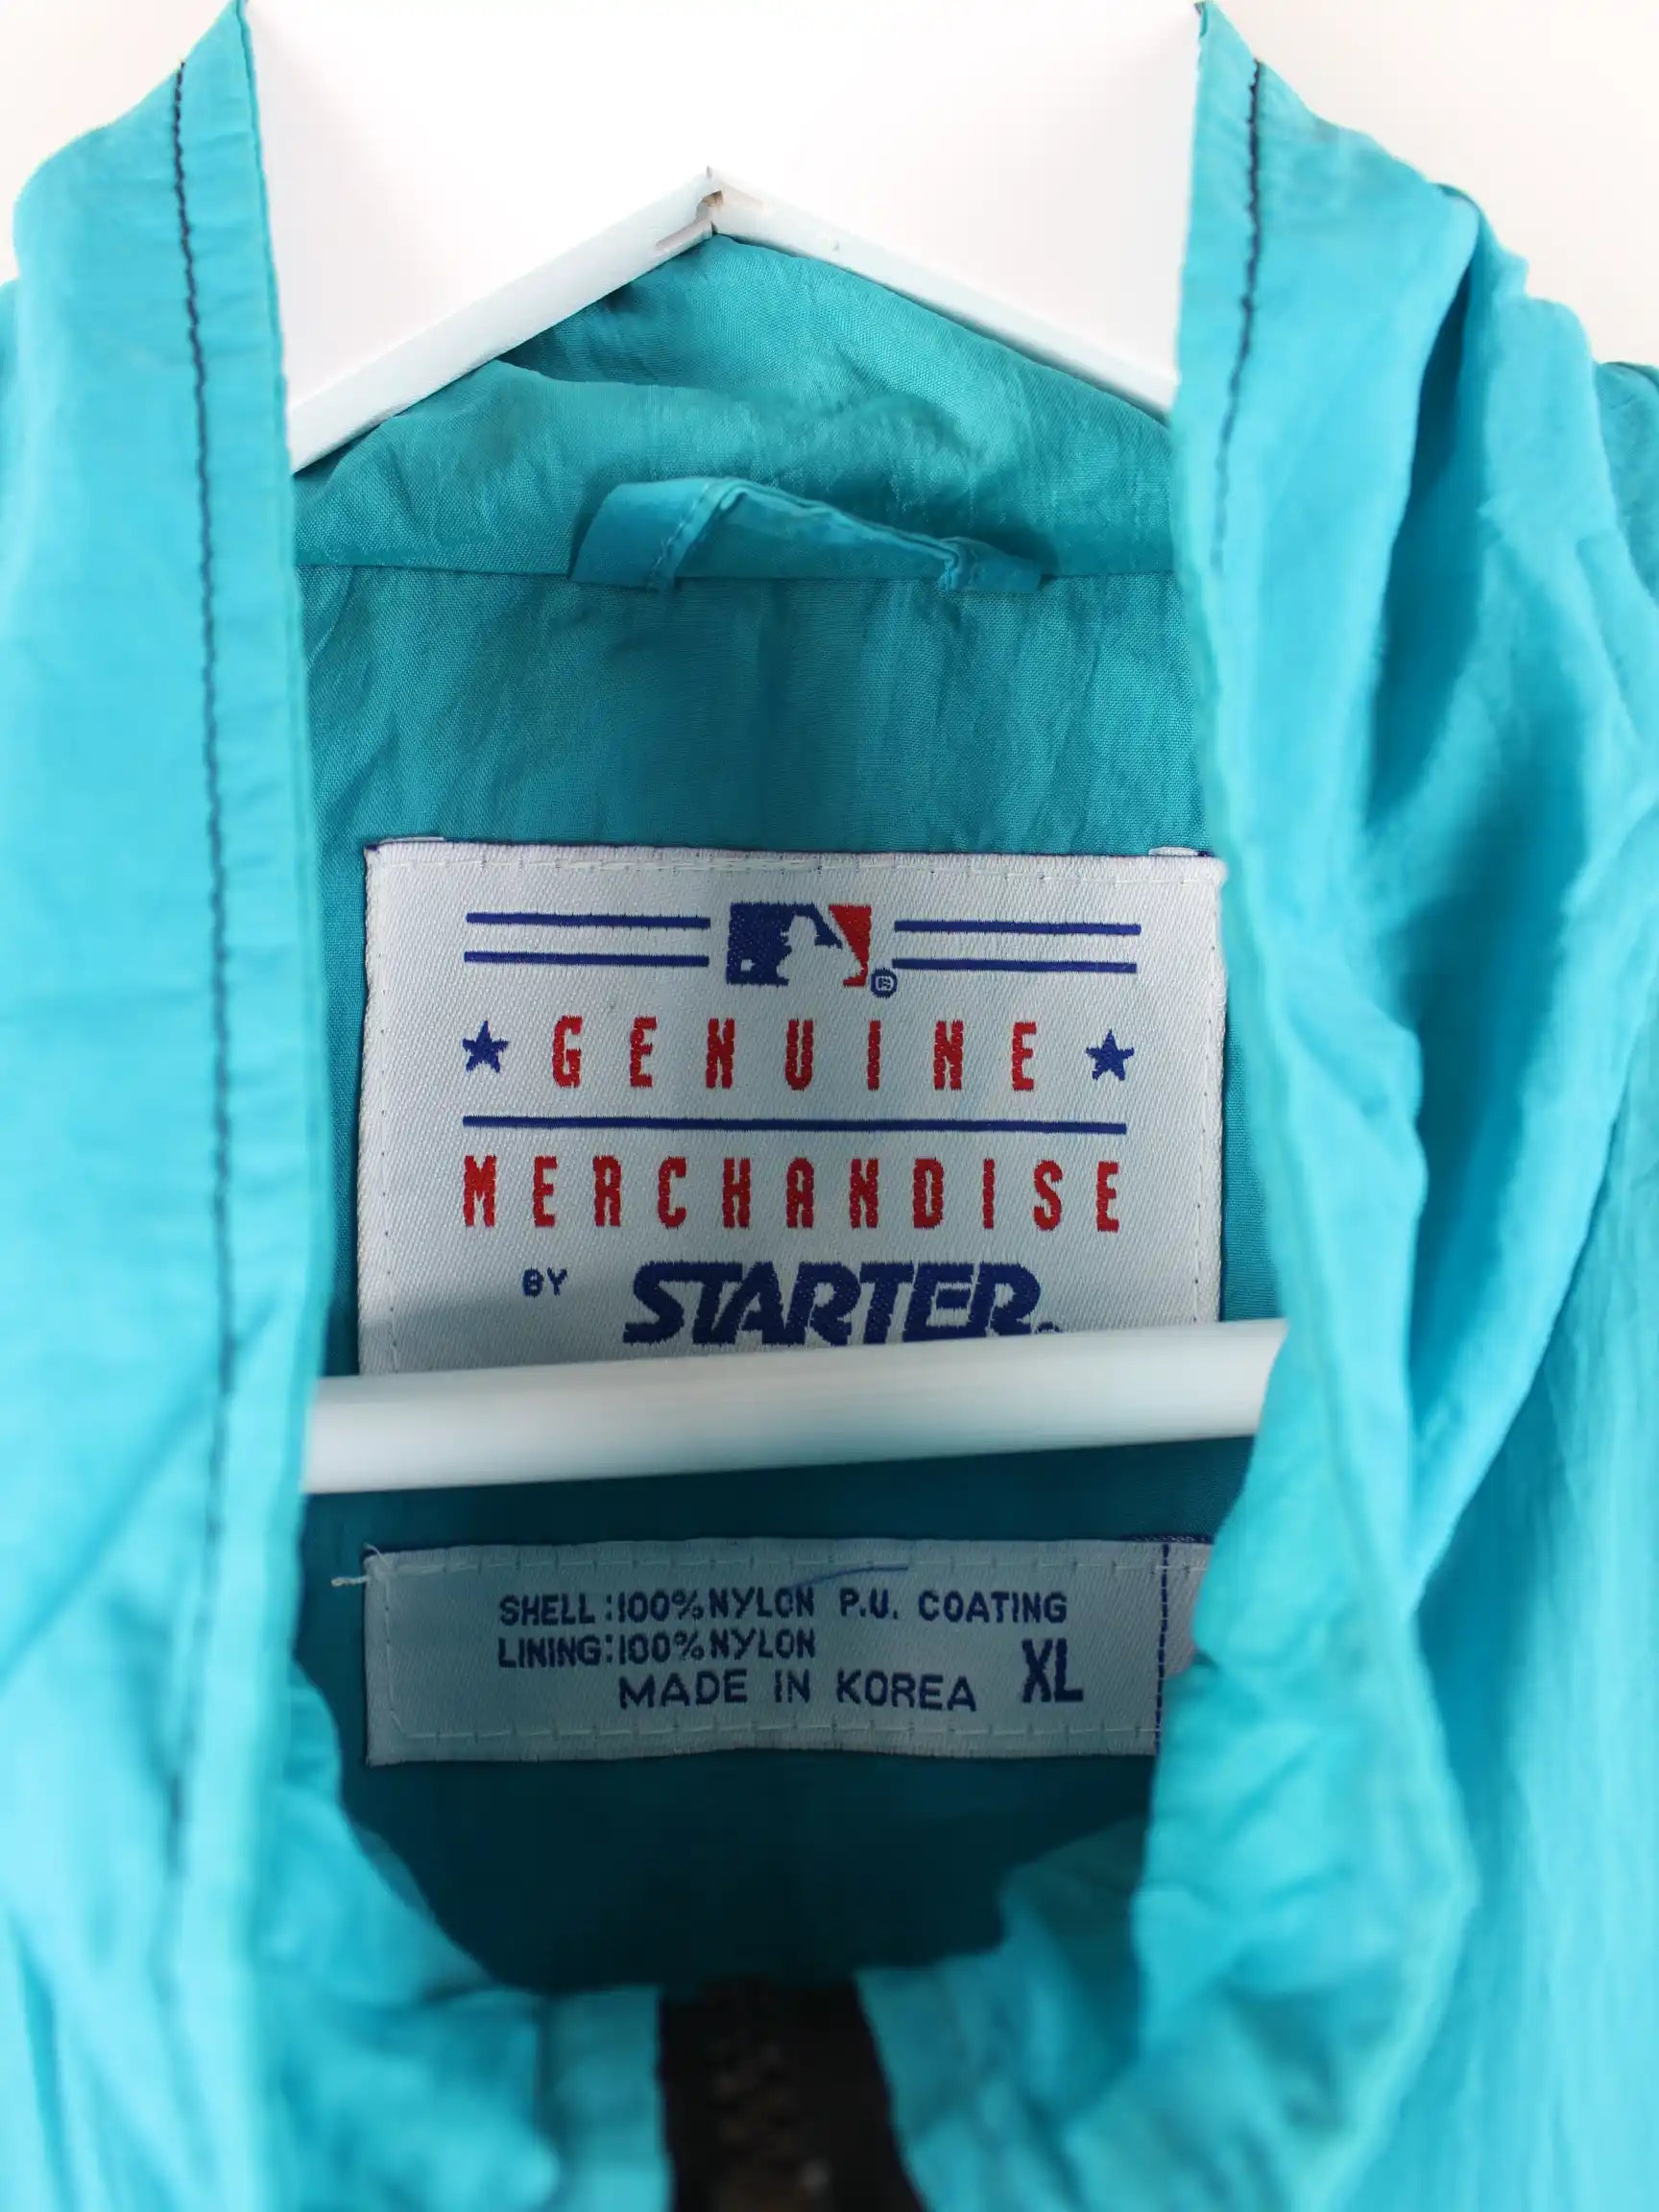 GENUINE
MERCHANDISE
BY STARTER
SHELL:100%NYLON P.U. COATING
LINING:100%NYLON
MADE IN KOREA XL